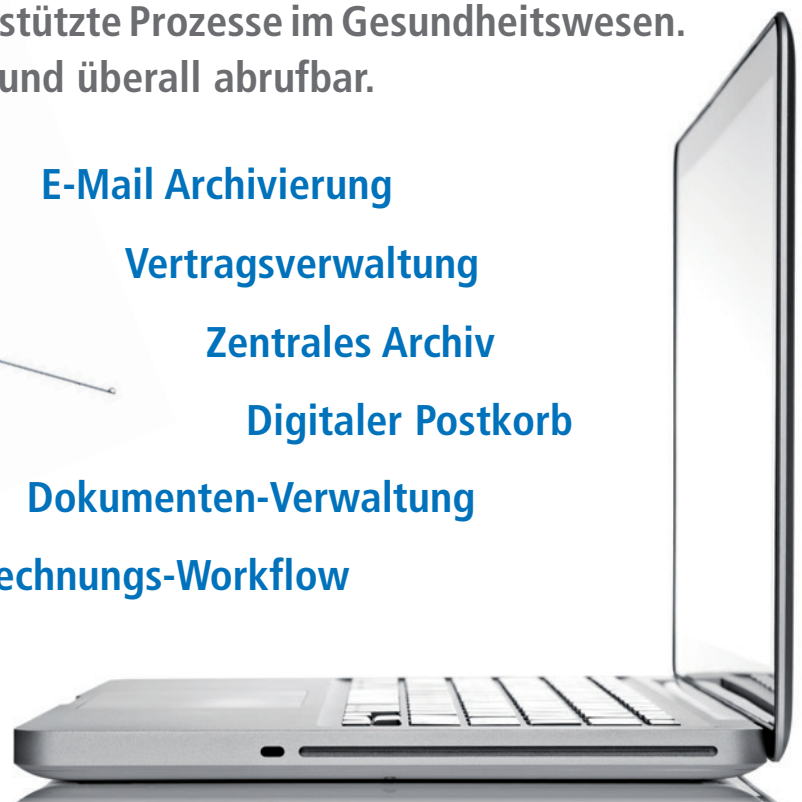 stützte Prozesse im Gesundheitswesen.
und überall abrufbar.
E-Mail Archivierung
Vertragsverwaltung
Zentrales Archiv
Digitaler Postkorb
Dokumenten-Verwaltung
echnungs-Workflow